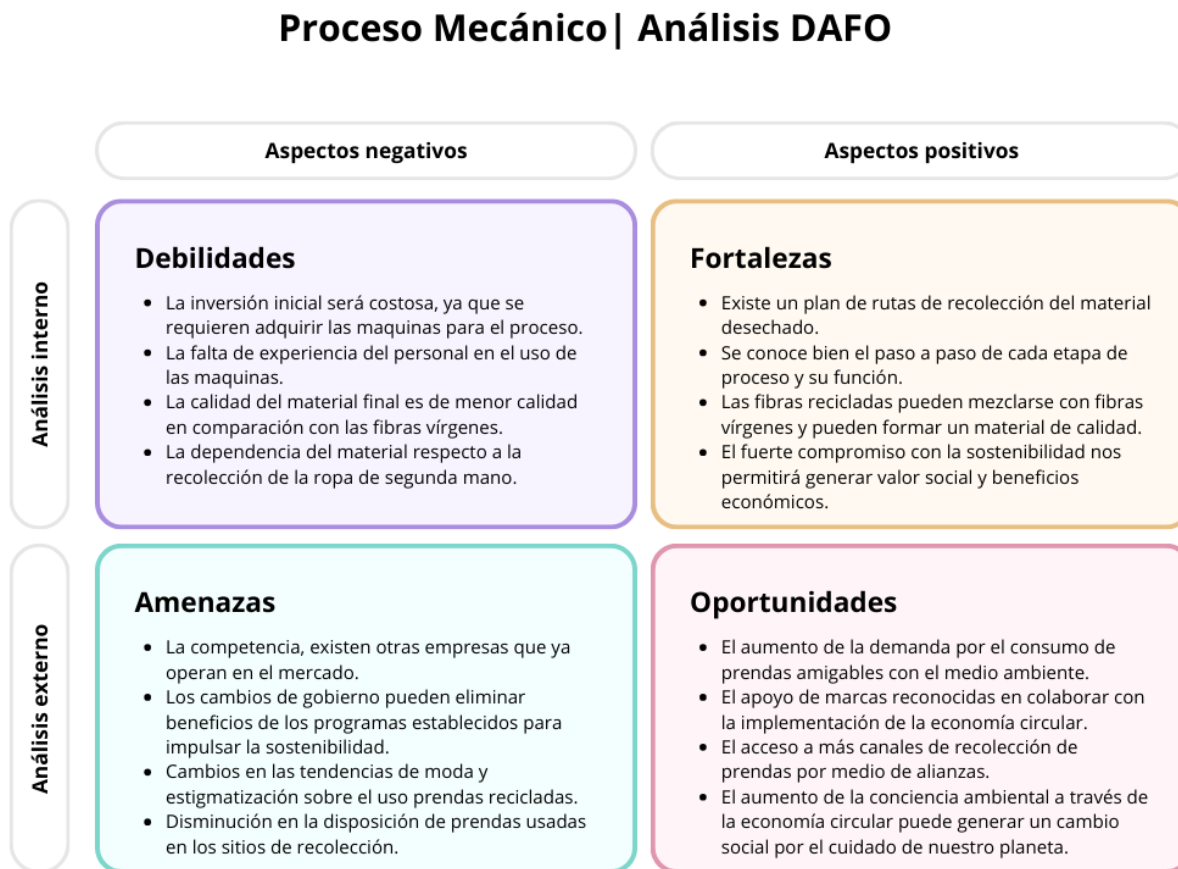 Proceso Mecánico| Análisis DAFO
Aspectos negativos
Aspectos positivos
Análisis interno
Debilidades
La inversión inicial será costosa, ya que se
requieren adquirir las maquinas para el proceso.
La falta de experiencia del personal en el uso de
las maquinas.
La calidad del material final es de menor calidad
en comparación con las fibras vírgenes.
La dependencia del material respecto a la
recolección de la ropa de segunda mano.
Fortalezas
Existe un plan de rutas de recolección del material
desechado.
Se conoce bien el paso a paso de cada etapa de
proceso y su función.
Las fibras recicladas pueden mezclarse con fibras
vírgenes y pueden formar un material de calidad.
El fuerte compromiso con la sostenibilidad nos
permitirá generar valor social y beneficios
económicos.
Análisis externo
Amenazas
La competencia, existen otras empresas que ya
operan en el mercado.
Los cambios de gobierno pueden eliminar
beneficios de los programas establecidos para
impulsar la sostenibilidad.
Cambios en las tendencias de moda y
estigmatización sobre el uso prendas recicladas.
Disminución en la disposición de prendas usadas
en los sitios de recolección.
Oportunidades
El aumento de la demanda por el consumo de
prendas amigables con el medio ambiente.
El apoyo de marcas reconocidas en colaborar con
la implementación de la economía circular.
El acceso a más canales de recolección de
prendas por medio de alianzas.
El aumento de la conciencia ambiental a través de
la economía circular puede generar un cambio
social por el cuidado de nuestro planeta.